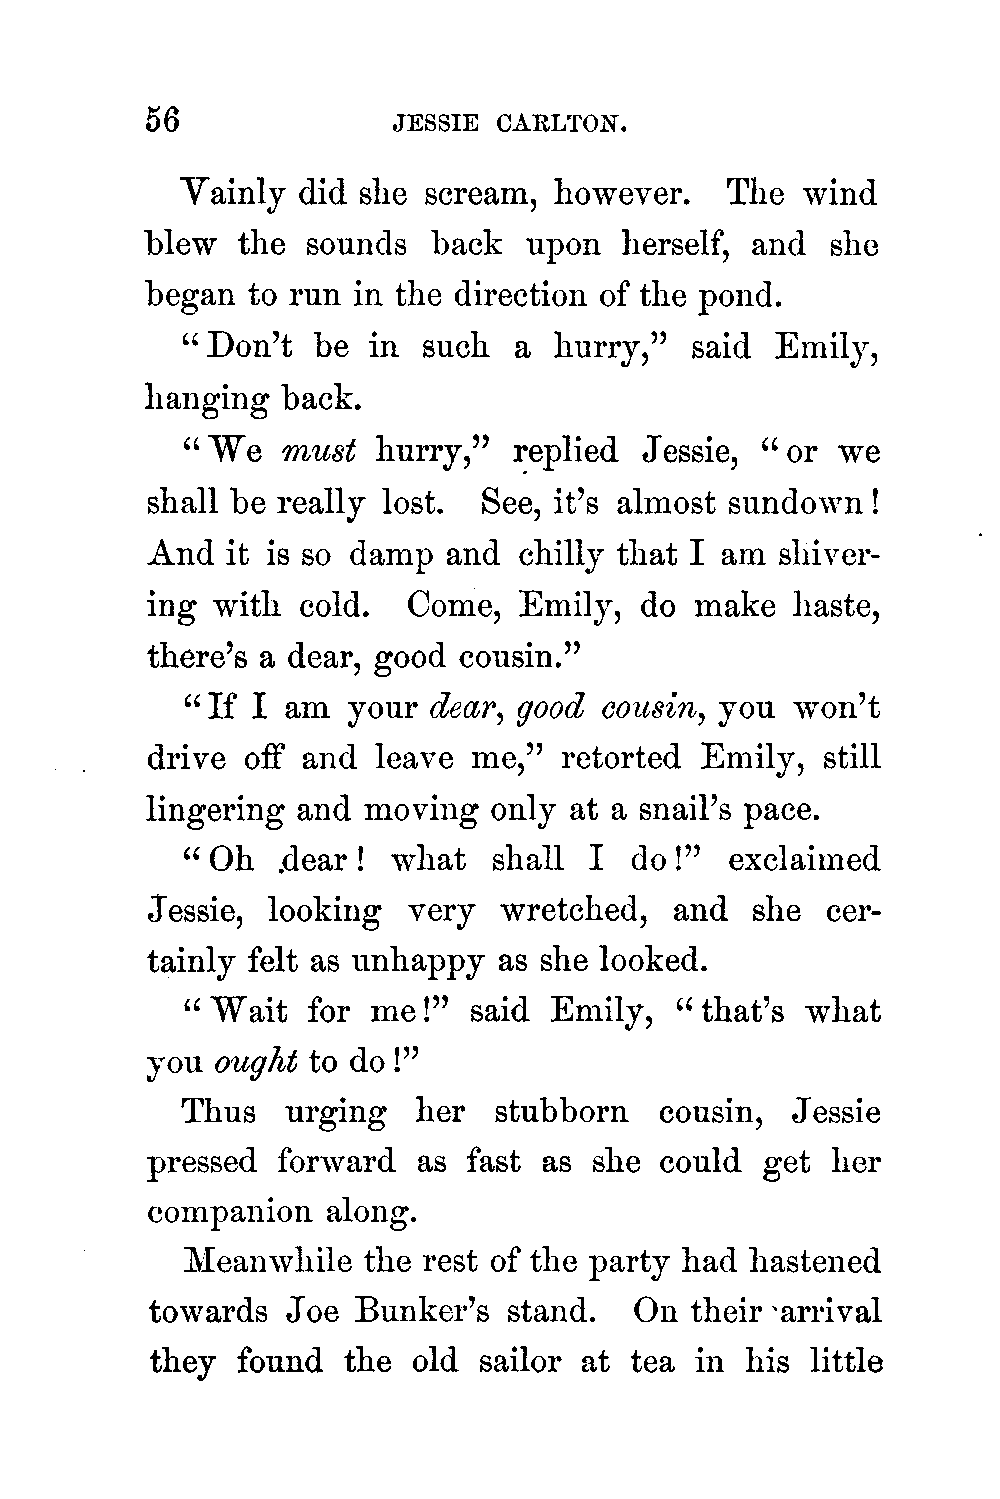 56 JESSIE CARLTON.
Vainly did she scream, however. The wind
blew the sounds back upon herself, and she
began to run in the direction of the pond.
“Don’t be in such a hurry,” said Emily,
hanging back.
“We must hurry,” replied Jessie, “or we
shall be really lost. See, it’s almost sundown!
And it is so damp and chilly that I am shiver-
ing with cold. Come, Emily, do make haste,
there’s a dear, good cousin.”
“If I am your dear, good cousin, you won’t
drive off and leave me,” retorted Emily, still
lingering and moving only at a snail’s pace.
“Oh dear! what shall I do!” exclaimed
Jessie, looking very wretched, and she cer-
tainly felt as unhappy as she looked.
“Wait for me!” said Emily, “that’s what
you ought to do!”
Thus urging her stubborn cousin, Jessie
pressed forward as fast as she could get her
companion along.
Meanwhile the rest of the party had hastened
towards Joe Bunker’s stand. On their arrival
they found the old sailor at tea in his little